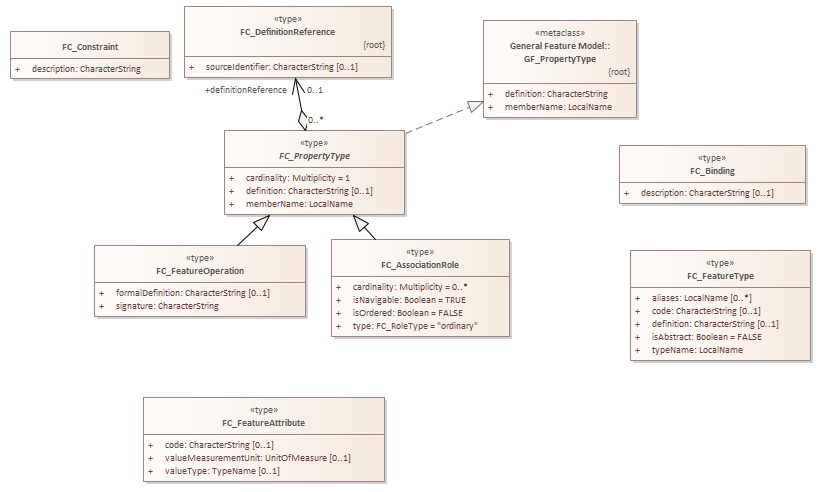 FC_Constraint
+ description: CharacterString
«type»
FC_DefinitionReference
{root}
+ sourceIdentifier: CharacterString [0..1]
«metaclass»
General Feature Model::
GF_PropertyType
{root}
+ definition: CharacterString
+ memberName: LocalName
+definitionReference
0..1
0..*
«type»
FC_PropertyType
+ cardinality: Multiplicity = 1
+ definition: CharacterString [0..1]
+ memberName: LocalName
«type»
FC_Binding
+ description: CharacterString [0..1]
«type»
FC_FeatureOperation
+ formalDefinition: CharacterString [0..1]
+ signature: CharacterString
«type»
FC_AssociationRole
+ cardinality: Multiplicity = 0..*
+ isNavigable: Boolean = TRUE
+ isOrdered: Boolean = FALSE
+ type: FC_RoleType = "ordinary"
«type»
FC_FeatureType
+ aliases: LocalName [0..*]
+ code: CharacterString [0..1]
+ definition: CharacterString [0..1]
+ isAbstract: Boolean = FALSE
+ typeName: LocalName
«type»
FC_FeatureAttribute
+ code: CharacterString [0..1]
+ valueMeasurementUnit: UnitOfMeasure [0..1]
+ valueType: TypeName [0..1]